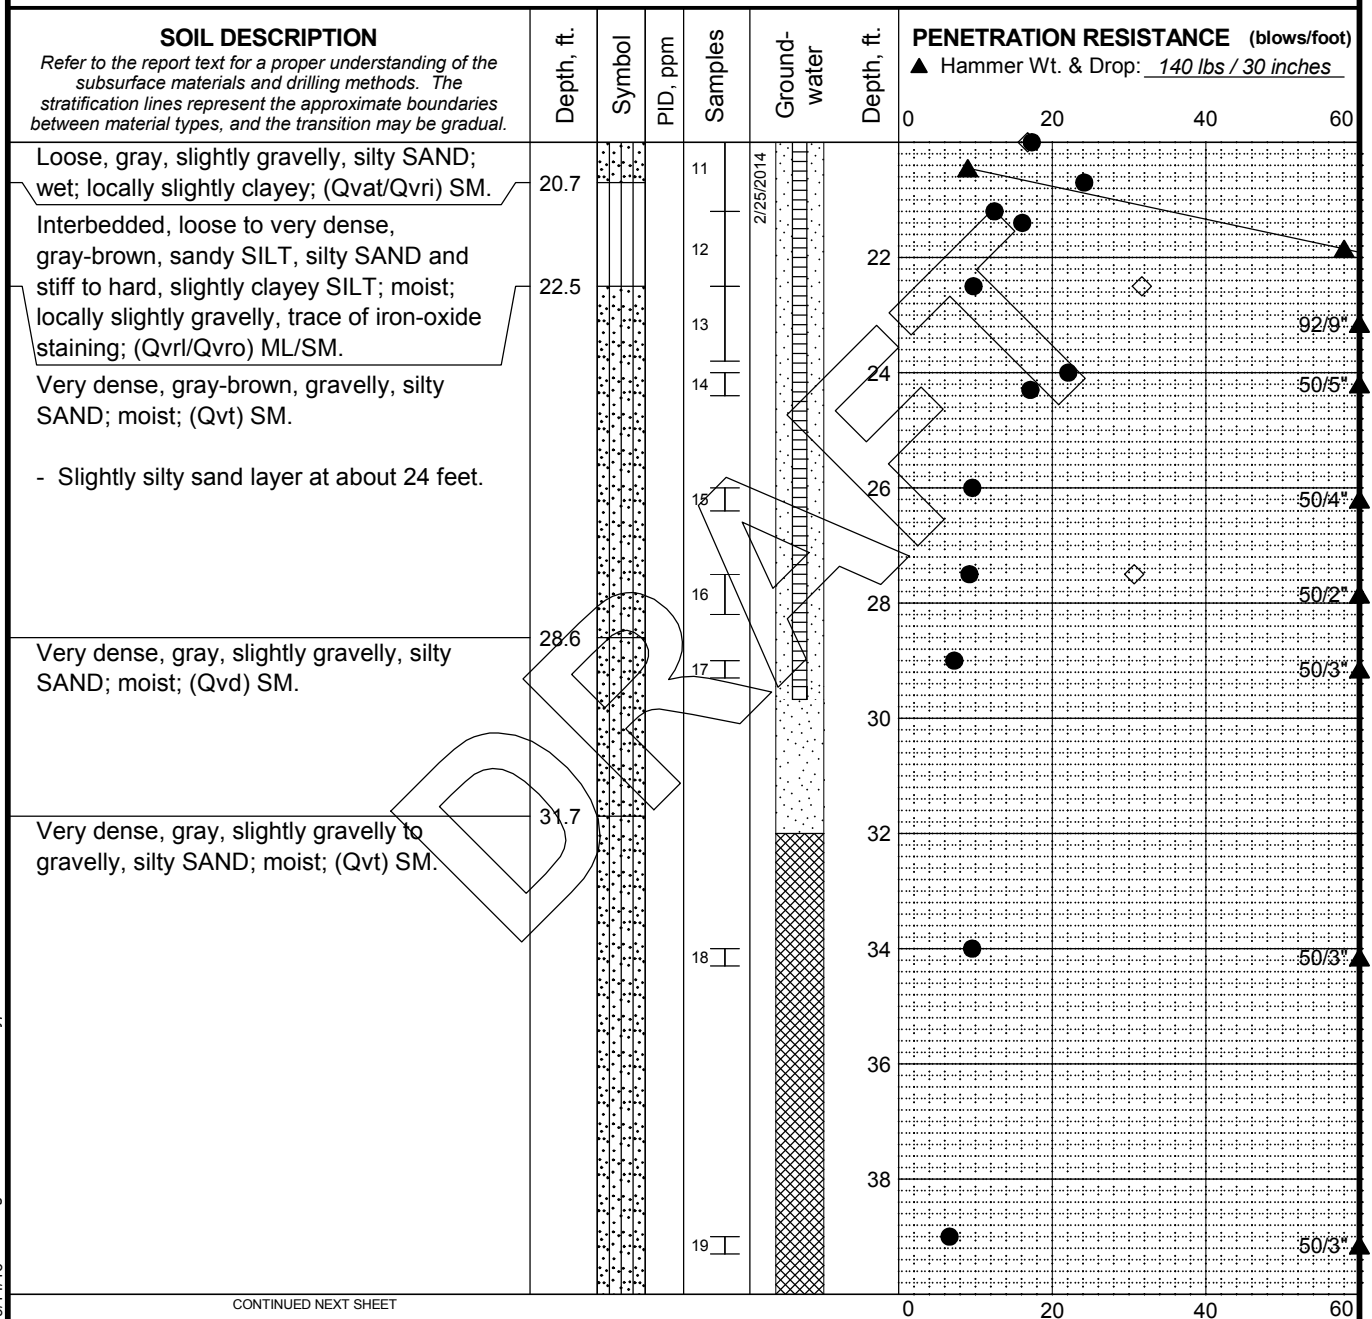 SOIL DESCRIPTION
Refer to the report text for a proper understanding of the
subsurface materials and drilling methods. The
stratification lines represent the approximate boundaries
between material types, and the transition may be gradual.
Depth, ft.
Symbol
PID, ppm
Samples
Ground-
water
Depth, ft.
PENETRATION RESISTANCE (blows/foot)
▲ Hammer Wt. & Drop: 140 lbs / 30 inches
0 20 40 60
Loose, gray, slightly gravelly, silty SAND;
wet; locally slightly clayey; (Qvat/Qvri) SM.
20.7
Interbedded, loose to very dense,
gray-brown, sandy SILT, silty SAND and
stiff to hard, slightly clayey SILT; moist;
locally slightly gravelly, trace of iron-oxide
staining; (Qvrl/Qvro) ML/SM.
22.5
Very dense, gray-brown, gravelly, silty
SAND; moist; (Qvt) SM.
- Slightly silty sand layer at about 24 feet.
28.6
Very dense, gray, slightly gravelly, silty
SAND; moist; (Qvd) SM.
31.7
Very dense, gray, slightly gravelly to
gravelly, silty SAND; moist; (Qvt) SM.
11
12
13
14
15
16
17
18
19
2/25/2014
22
24
26
28
30
32
34
36
38
92/9"
50/5"
50/4"
50/2"
50/3"
50/3"
50/3"
DRAFT
CONTINUED NEXT SHEET
0 20 40 60